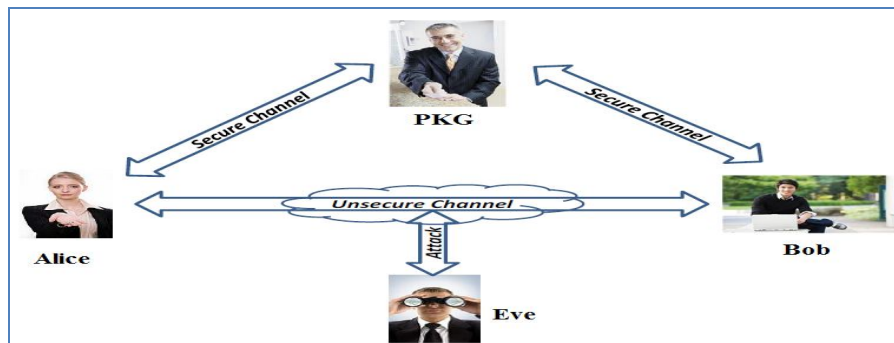 PKG
Secure Channel
Secure Channel
Unsecure Channel
Attack
Alice
Bob
Eve